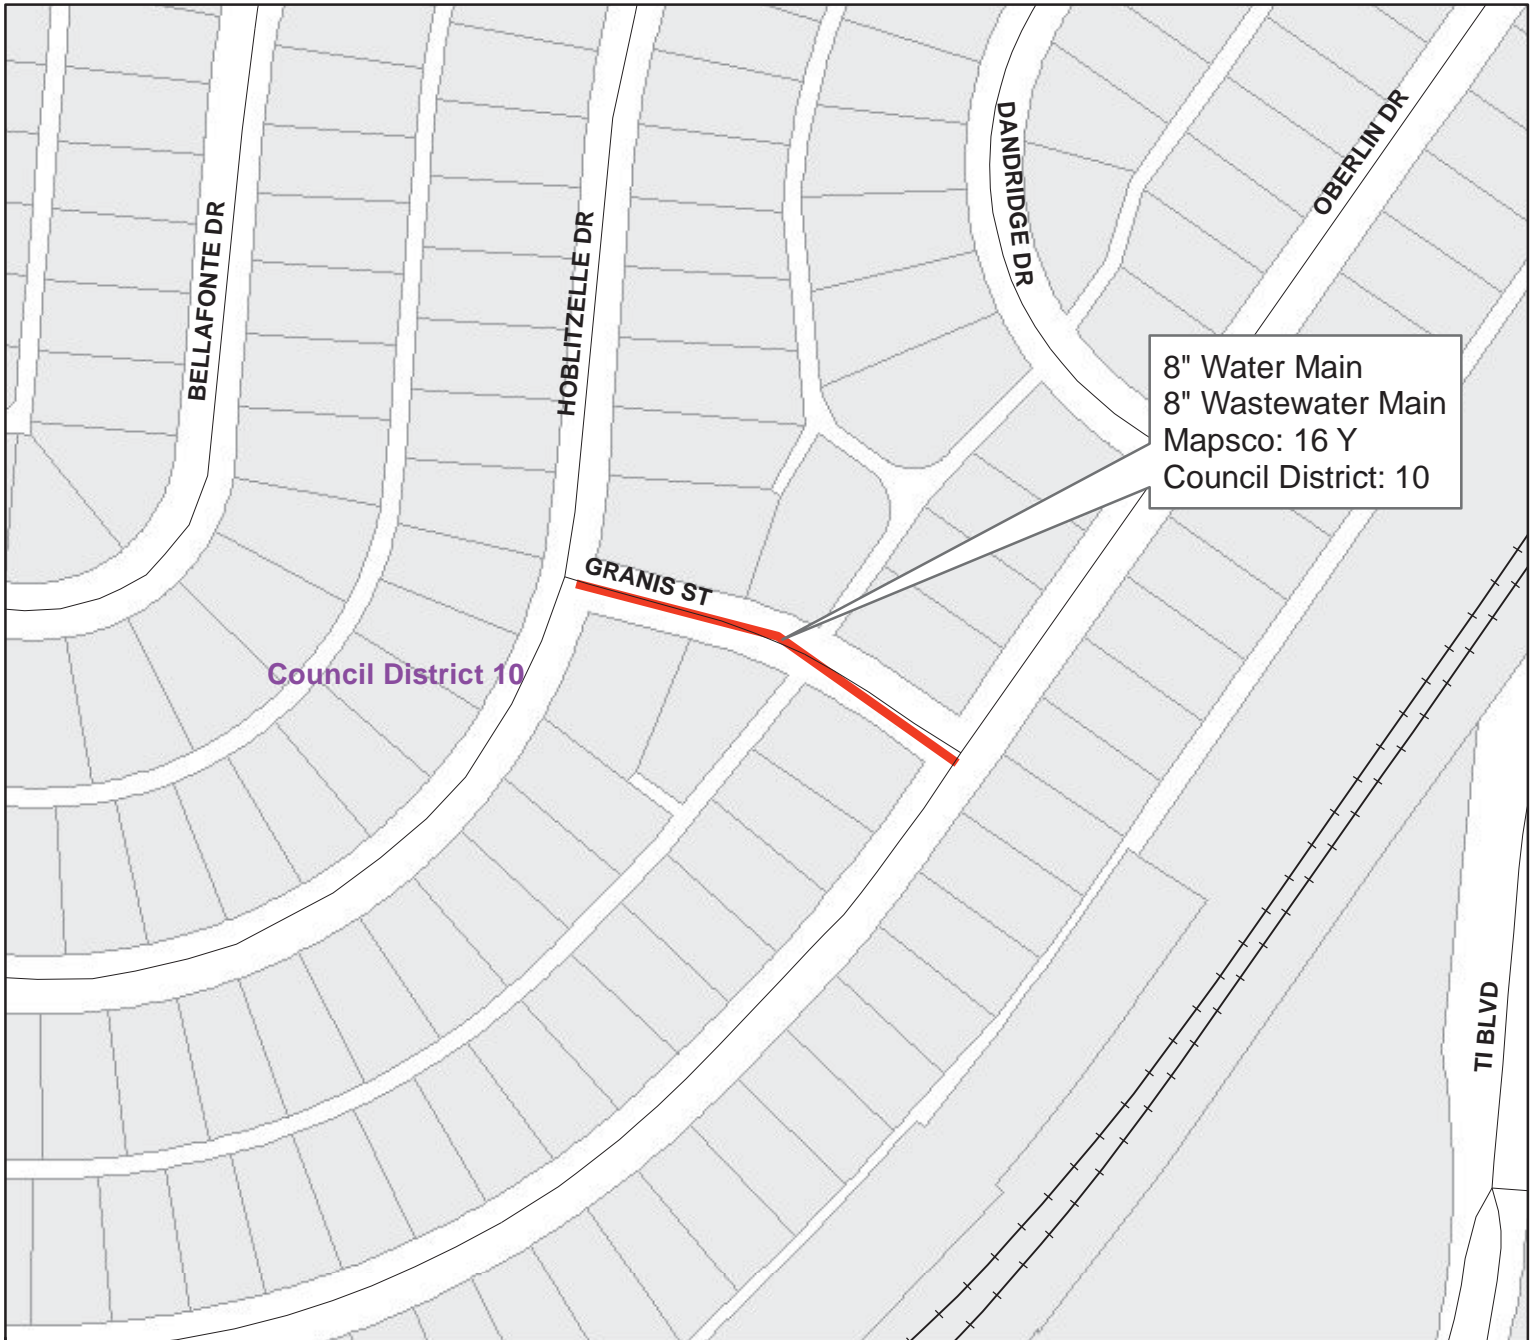 DANDRIDGE DR
OBERLIN DR
BELLAFONTE DR
HOBLITZELLE DR
8" Water Main
8" Wastewater Main
Mapsco: 16 Y
Council District: 10
GRANIS ST
Council District 10
TI BLVD